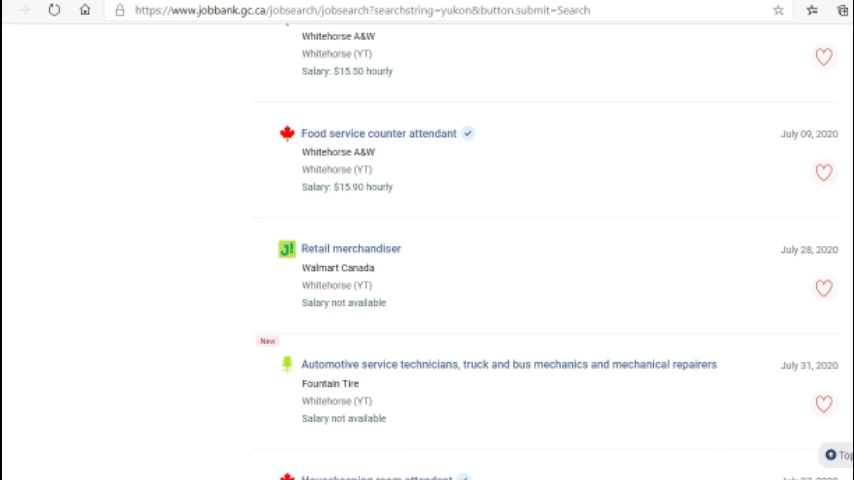 https://www.jobbank.gc.ca/jobsearch/jobsearch?searchstring=yukon&button.submit=Search
Whitehorse A&W
Whitehorse (YT)
Salary: $15.50 hourly
Food service counter attendant
July 09, 2020
Whitehorse A&W
Whitehorse (YT)
Salary: $15.90 hourly
J!
Retail merchandiser
July 28, 2020
Walmart Canada
Whitehorse (YT)
Salary not available
New
Automotive service technicians, truck and bus mechanics and mechanical repairers
July 31, 2020
Fountain Tire
Whitehorse (YT)
Salary not available
Top
Housekeeping room attendant